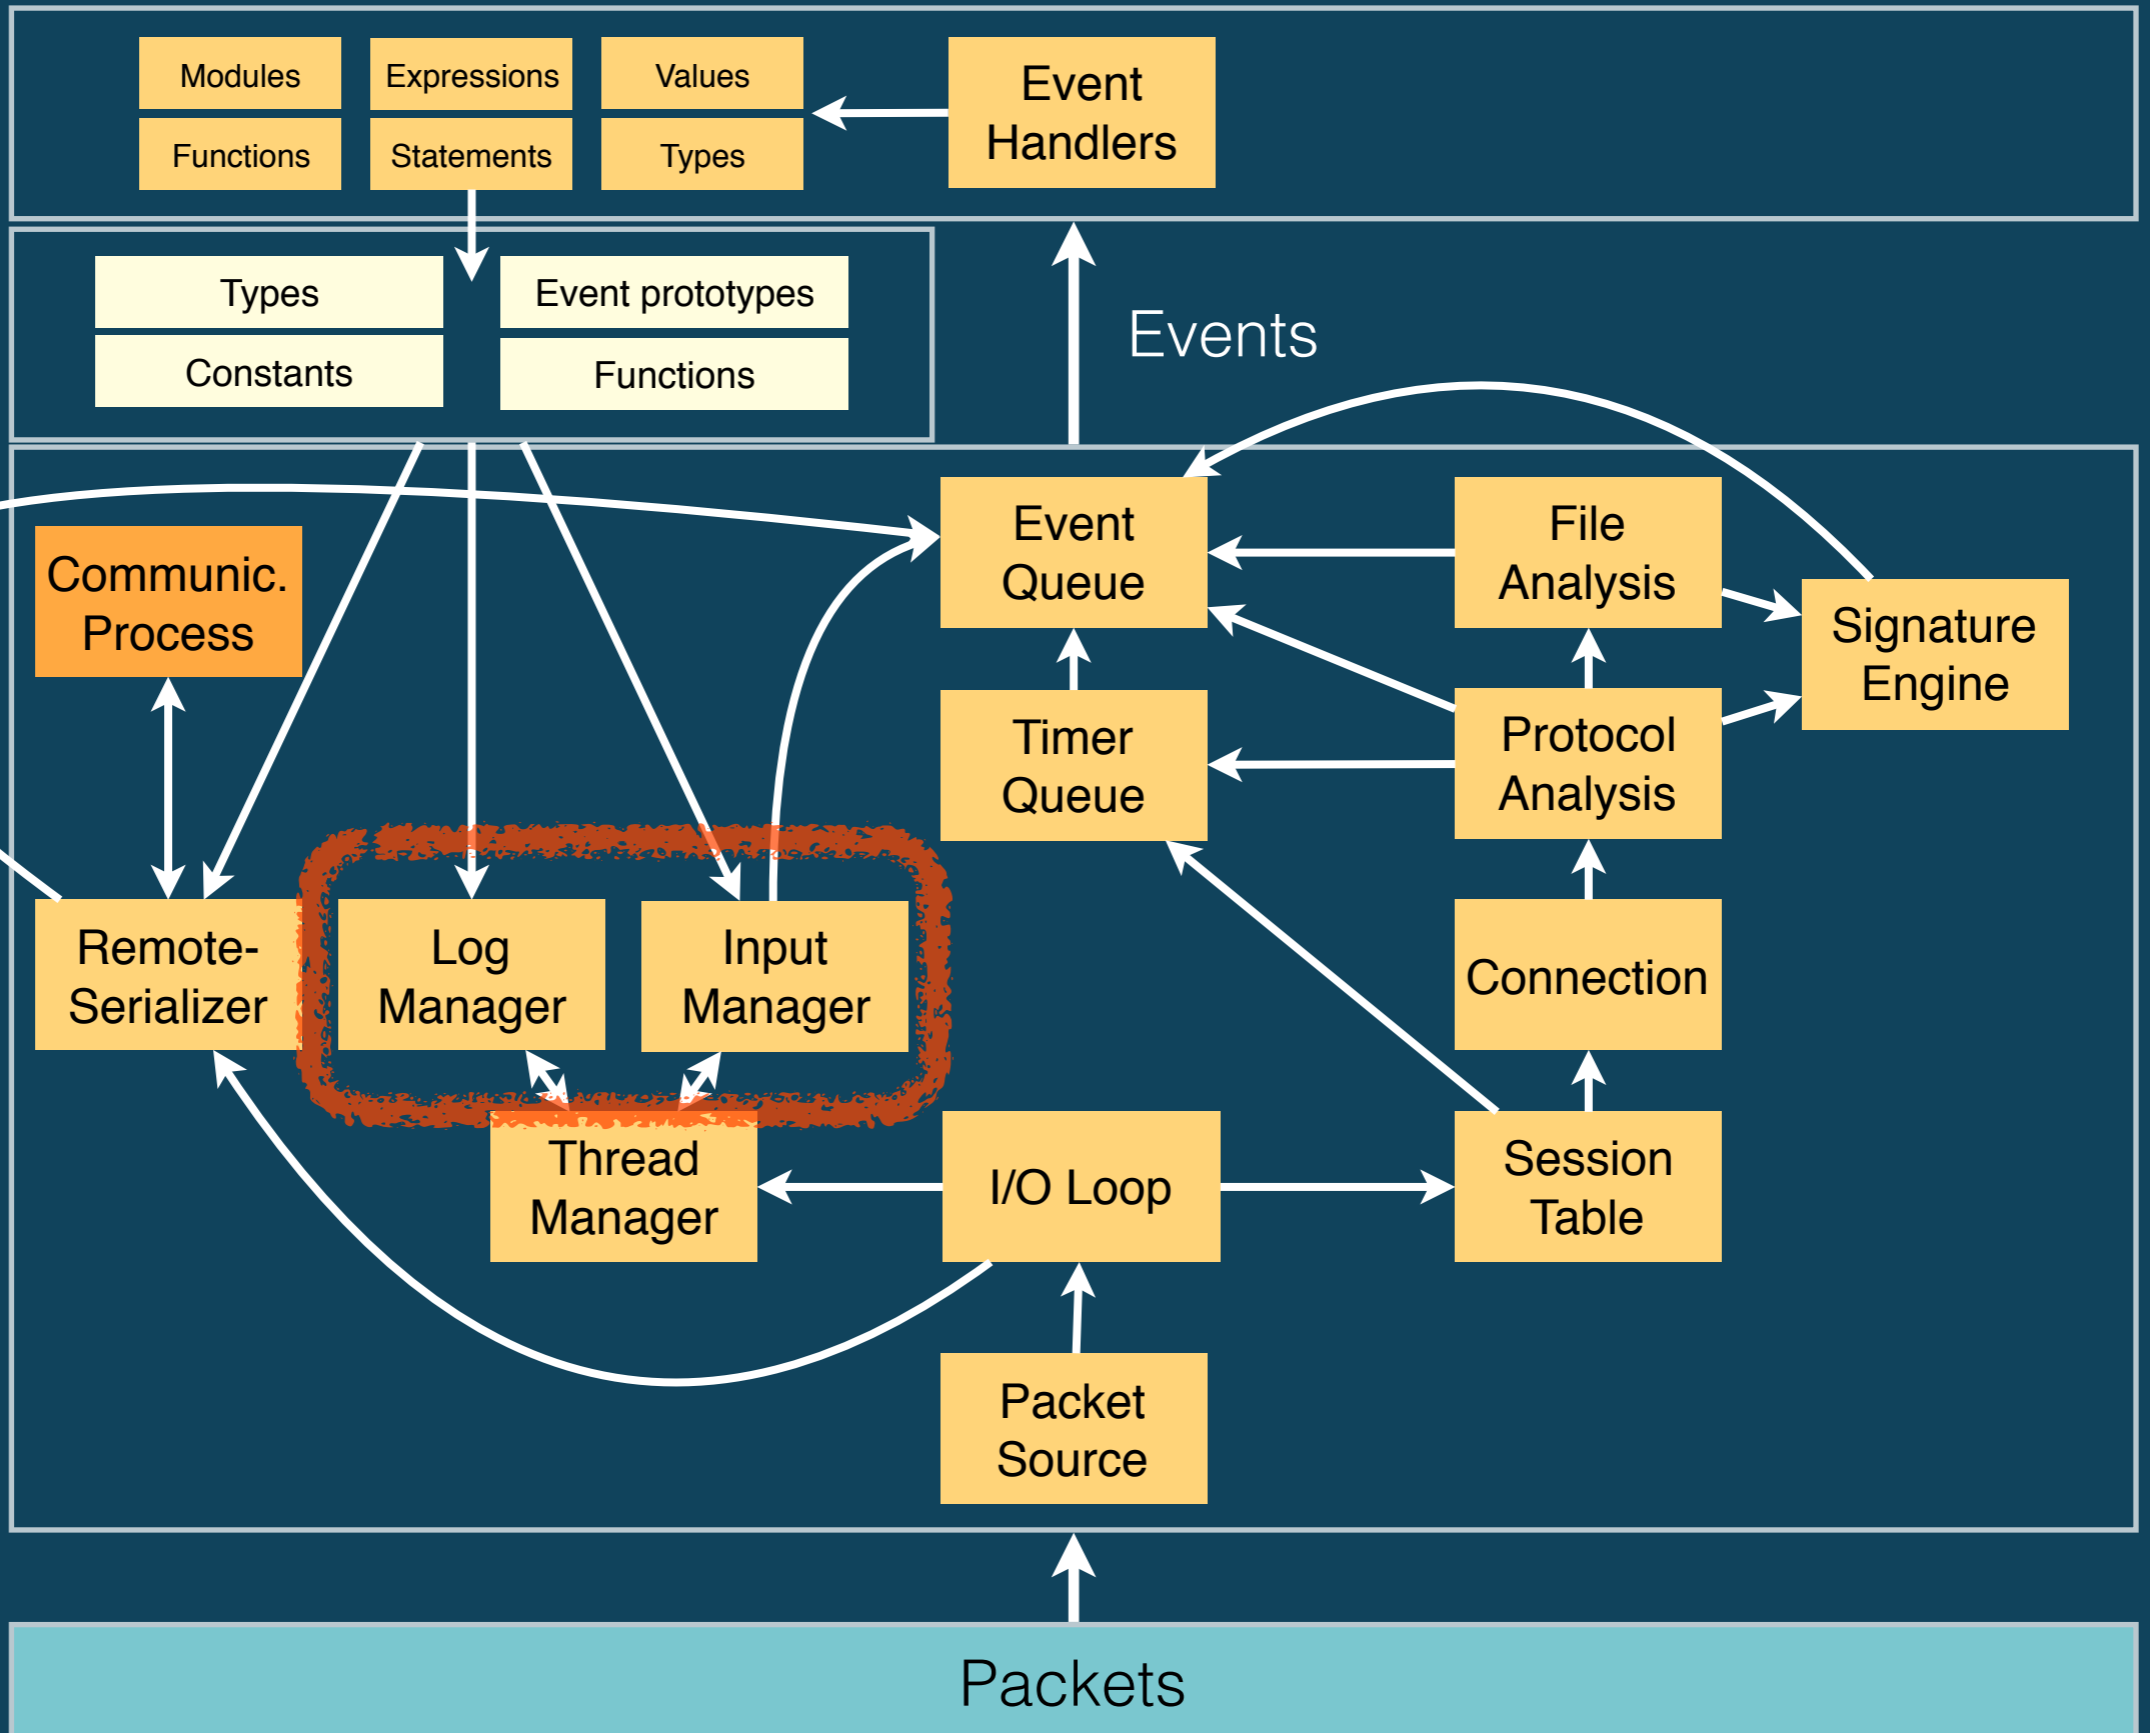 Modules
Expressions
Values
Event
Handlers
Functions
Statements
Types
Types
Event prototypes
Constants
Functions
Events
Communic.
Process
Event
Queue
File
Analysis
Signature
Engine
Timer
Queue
Protocol
Analysis
Remote-
Serializer
Log
Manager
Input
Manager
Connection
Thread
Manager
I/O Loop
Session
Table
Packet
Source
Packets